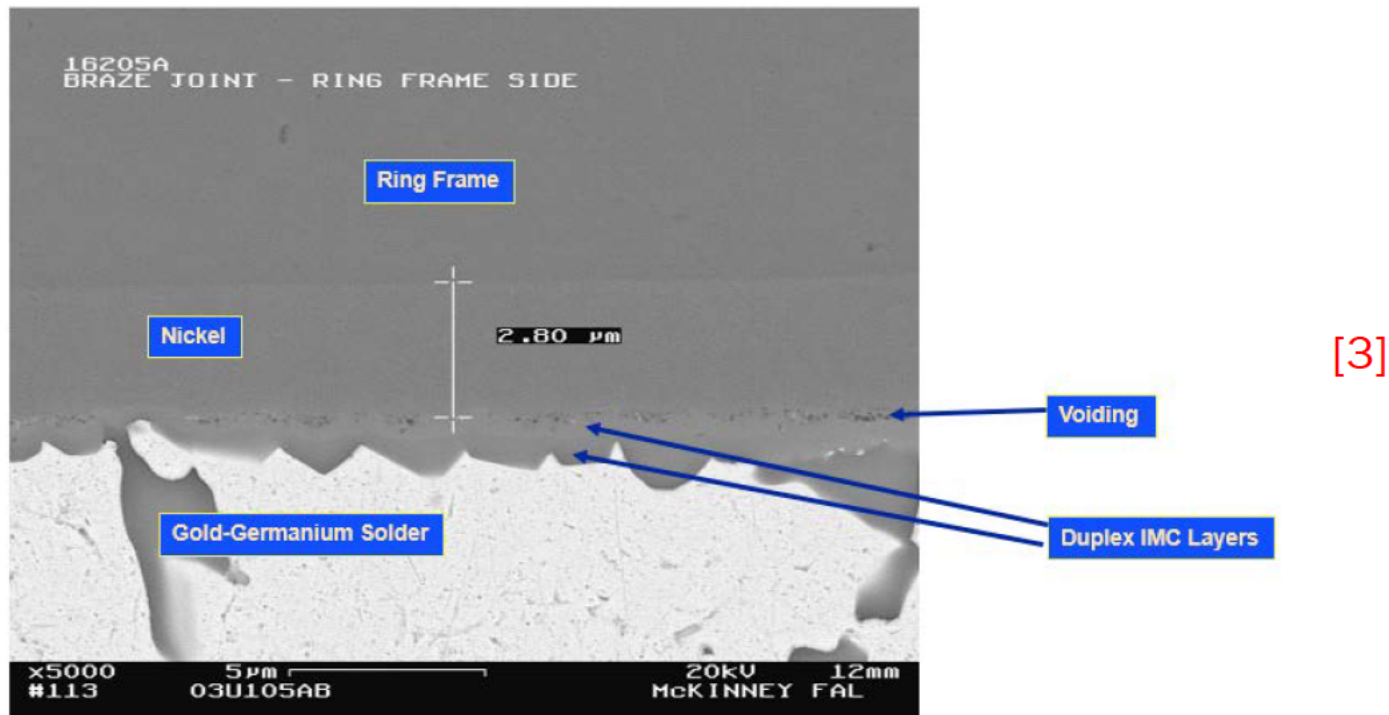 16205A
BRAZE JOINT - RING FRAME SIDE
Ring Frame
Nickel
2.80 µm
[3]
Voiding
Gold-Germanium Solder
Duplex IMC Layers
x5000 5µm 20kV 12mm
#113 03U105AB McKINNEY FAL